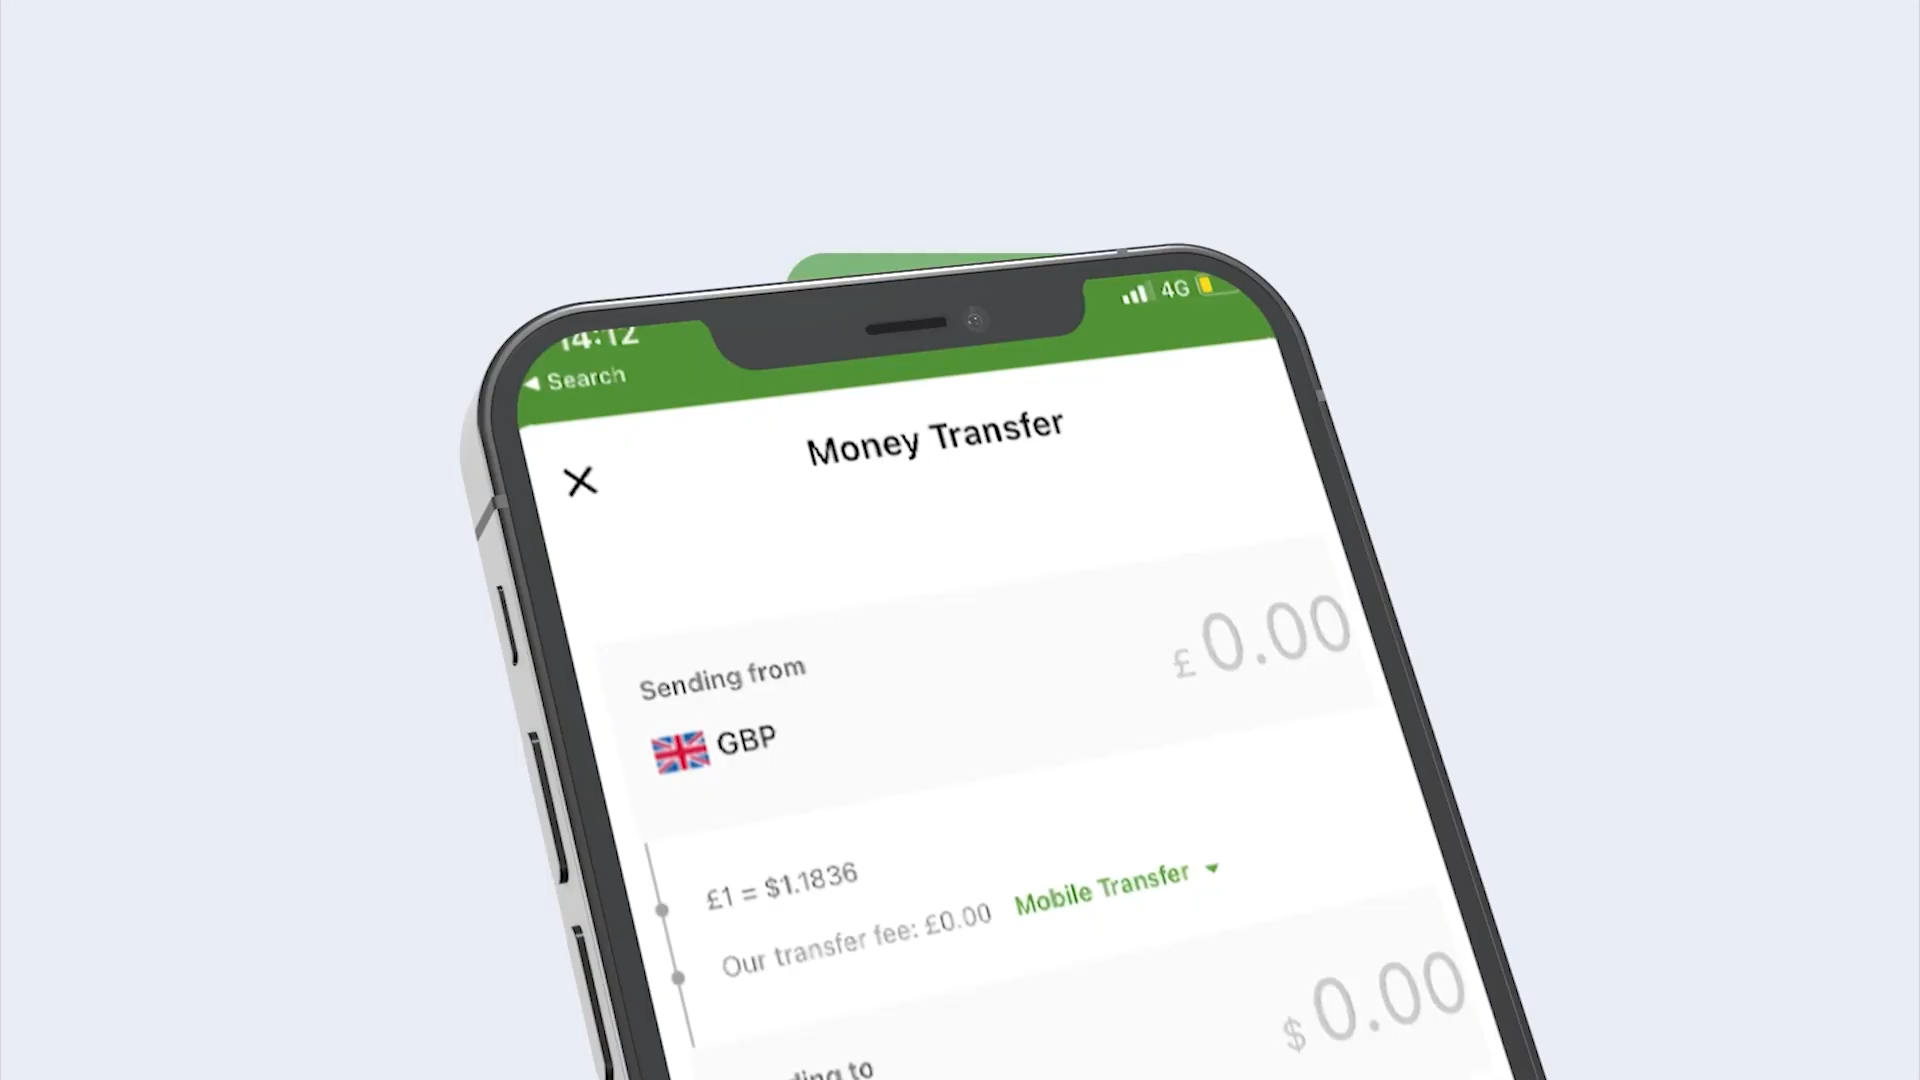 14:12
4G
◀ Search
Money Transfer
Sending from
£ 0.00
GBP
£1 = $1.1836
Our transfer fee: £0.00 Mobile Transfer
$ 0.00
to